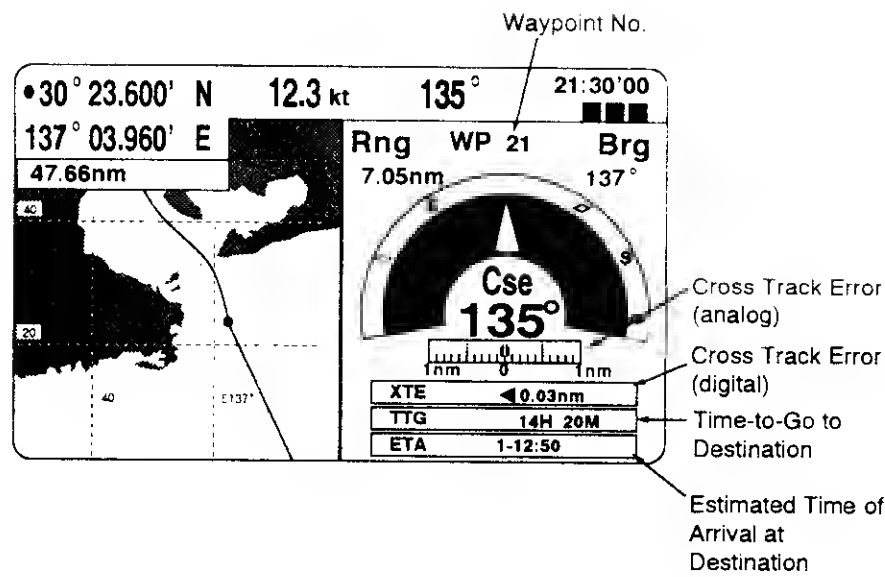 Waypoint No.
•30° 23.600' N 12.3 kt 135° 21:30'00
137° 03.960' E
47.66nm
Rng WP 21 Brg
7.05nm 137°
40
20
40
E137°
E
S
Cse
135°
1nm 0 1nm
XTE ◀0.03nm
TTG 14H 20M
ETA 1-12:50
Cross Track Error
(analog)
Cross Track Error
(digital)
Time-to-Go to
Destination
Estimated Time of
Arrival at
Destination